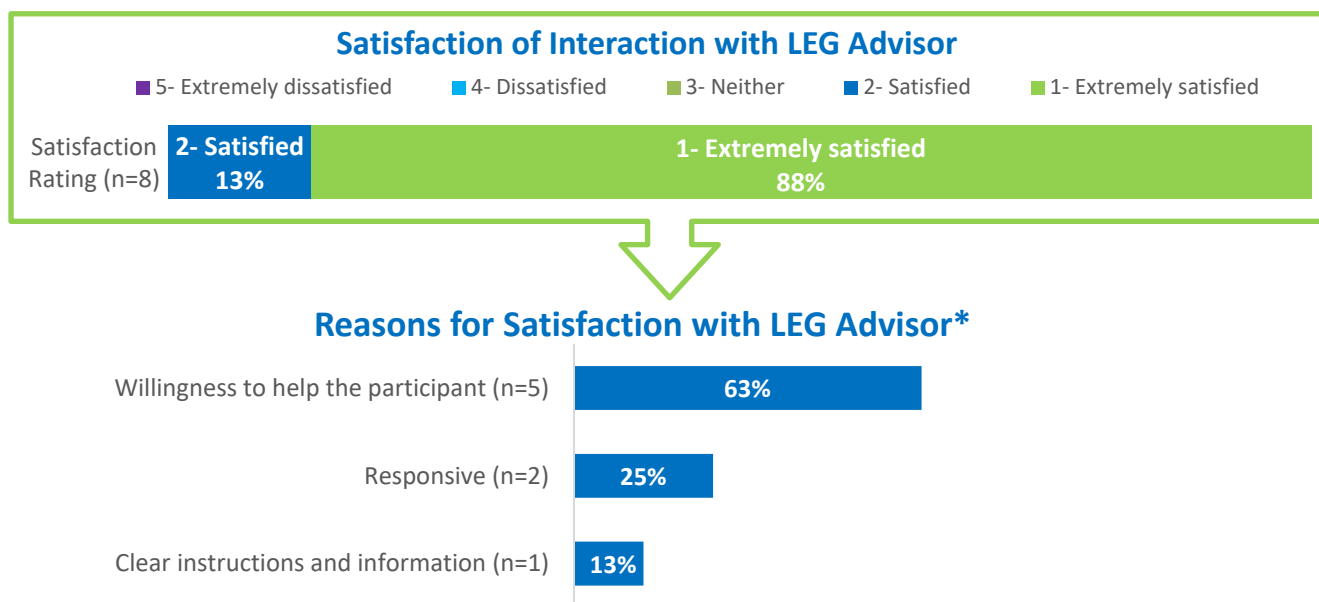 Satisfaction of Interaction with LEG Advisor
5- Extremely dissatisfied 4- Dissatisfied 3- Neither 2- Satisfied 1- Extremely satisfied
Satisfaction Rating (n=8)
2- Satisfied
13%
1- Extremely satisfied
88%
Reasons for Satisfaction with LEG Advisor*
Willingness to help the participant (n=5) 63%
Responsive (n=2) 25%
Clear instructions and information (n=1) 13%